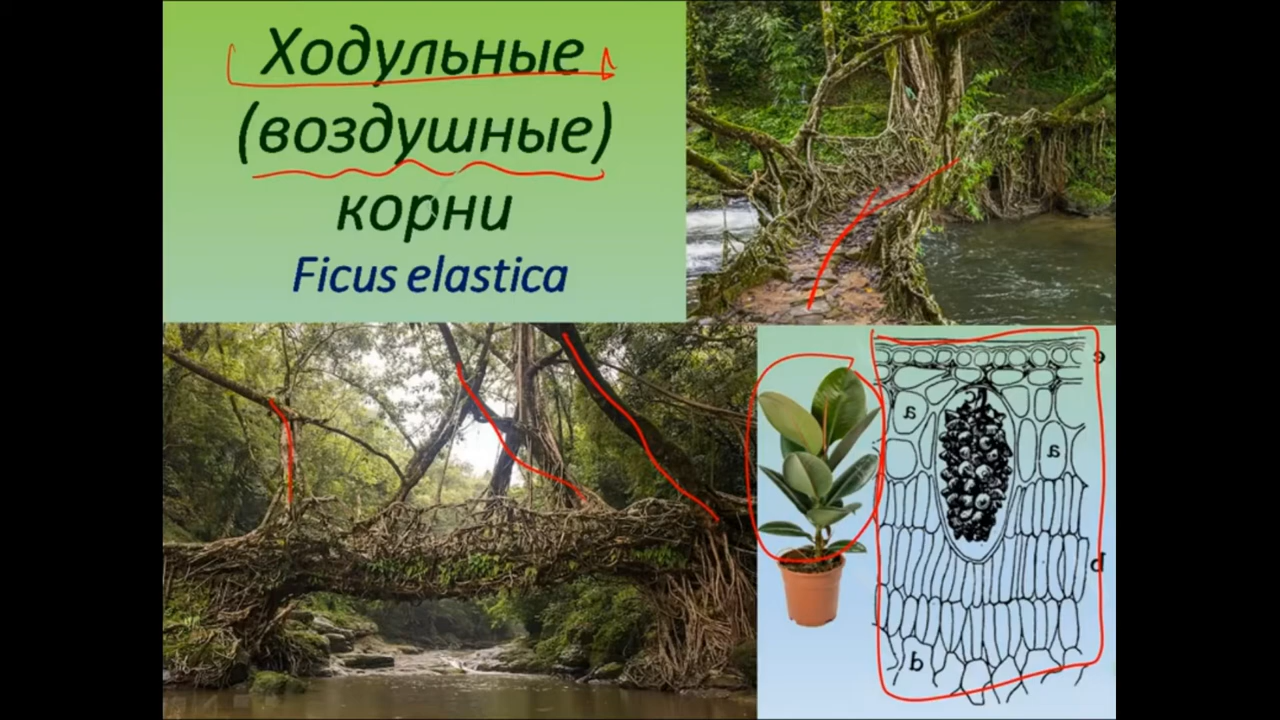 Ходульные
(воздушные)
корни
Ficus elastica
e
a
a
b
d